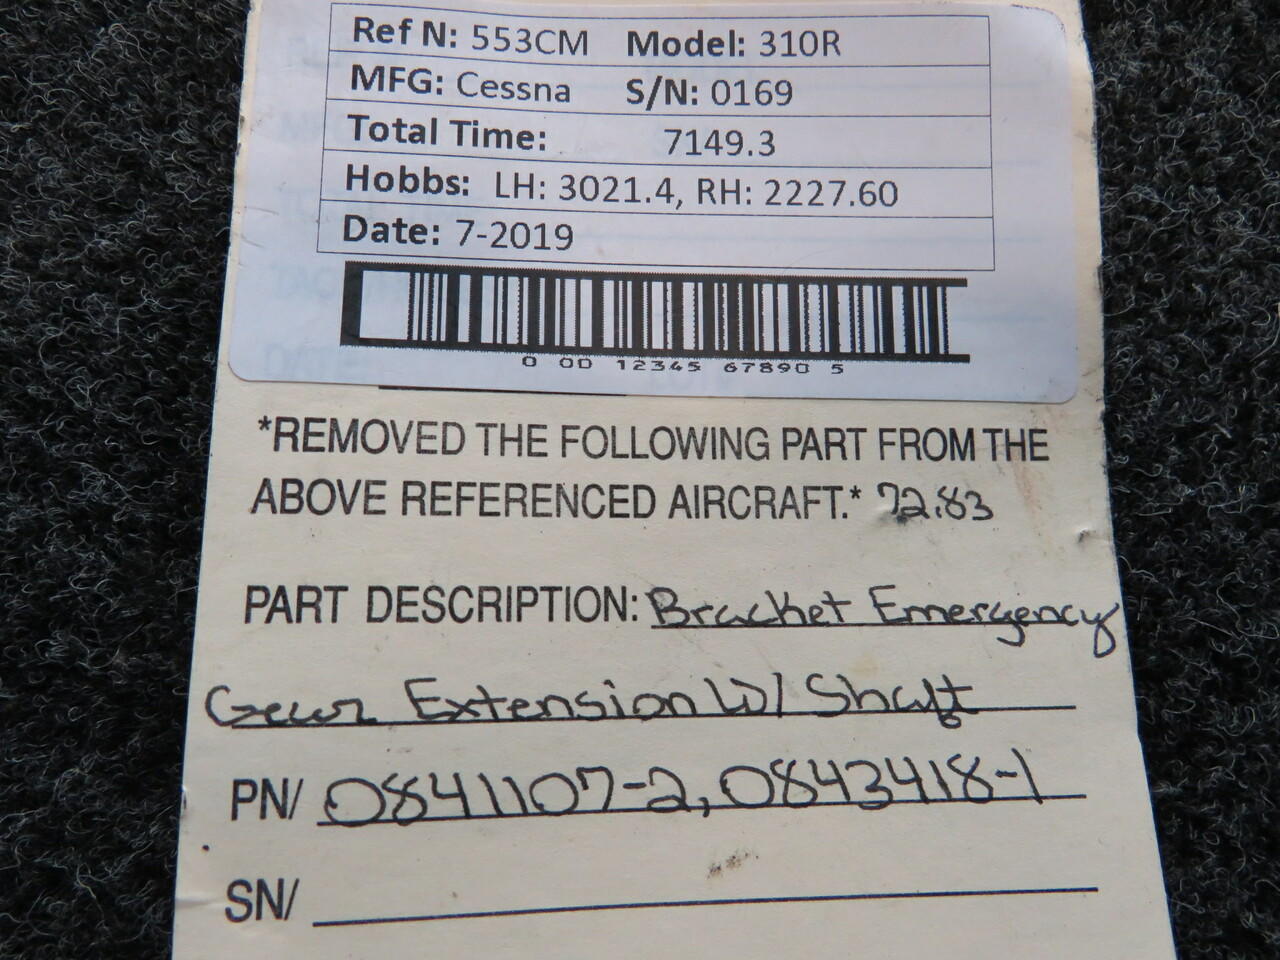 Ref N: 553CM Model: 310R
MFG: Cessna S/N: 0169
Total Time: 7149.3
Hobbs: LH: 3021.4, RH: 2227.60
Date: 7-2019
0 00 12345 67890 5
*REMOVED THE FOLLOWING PART FROM THE
ABOVE REFERENCED AIRCRAFT.* 72.83
PART DESCRIPTION: Bracket Emergency
Gear Extension W/ Shaft
PN/ 0841107-2, 0843418-1
SN/